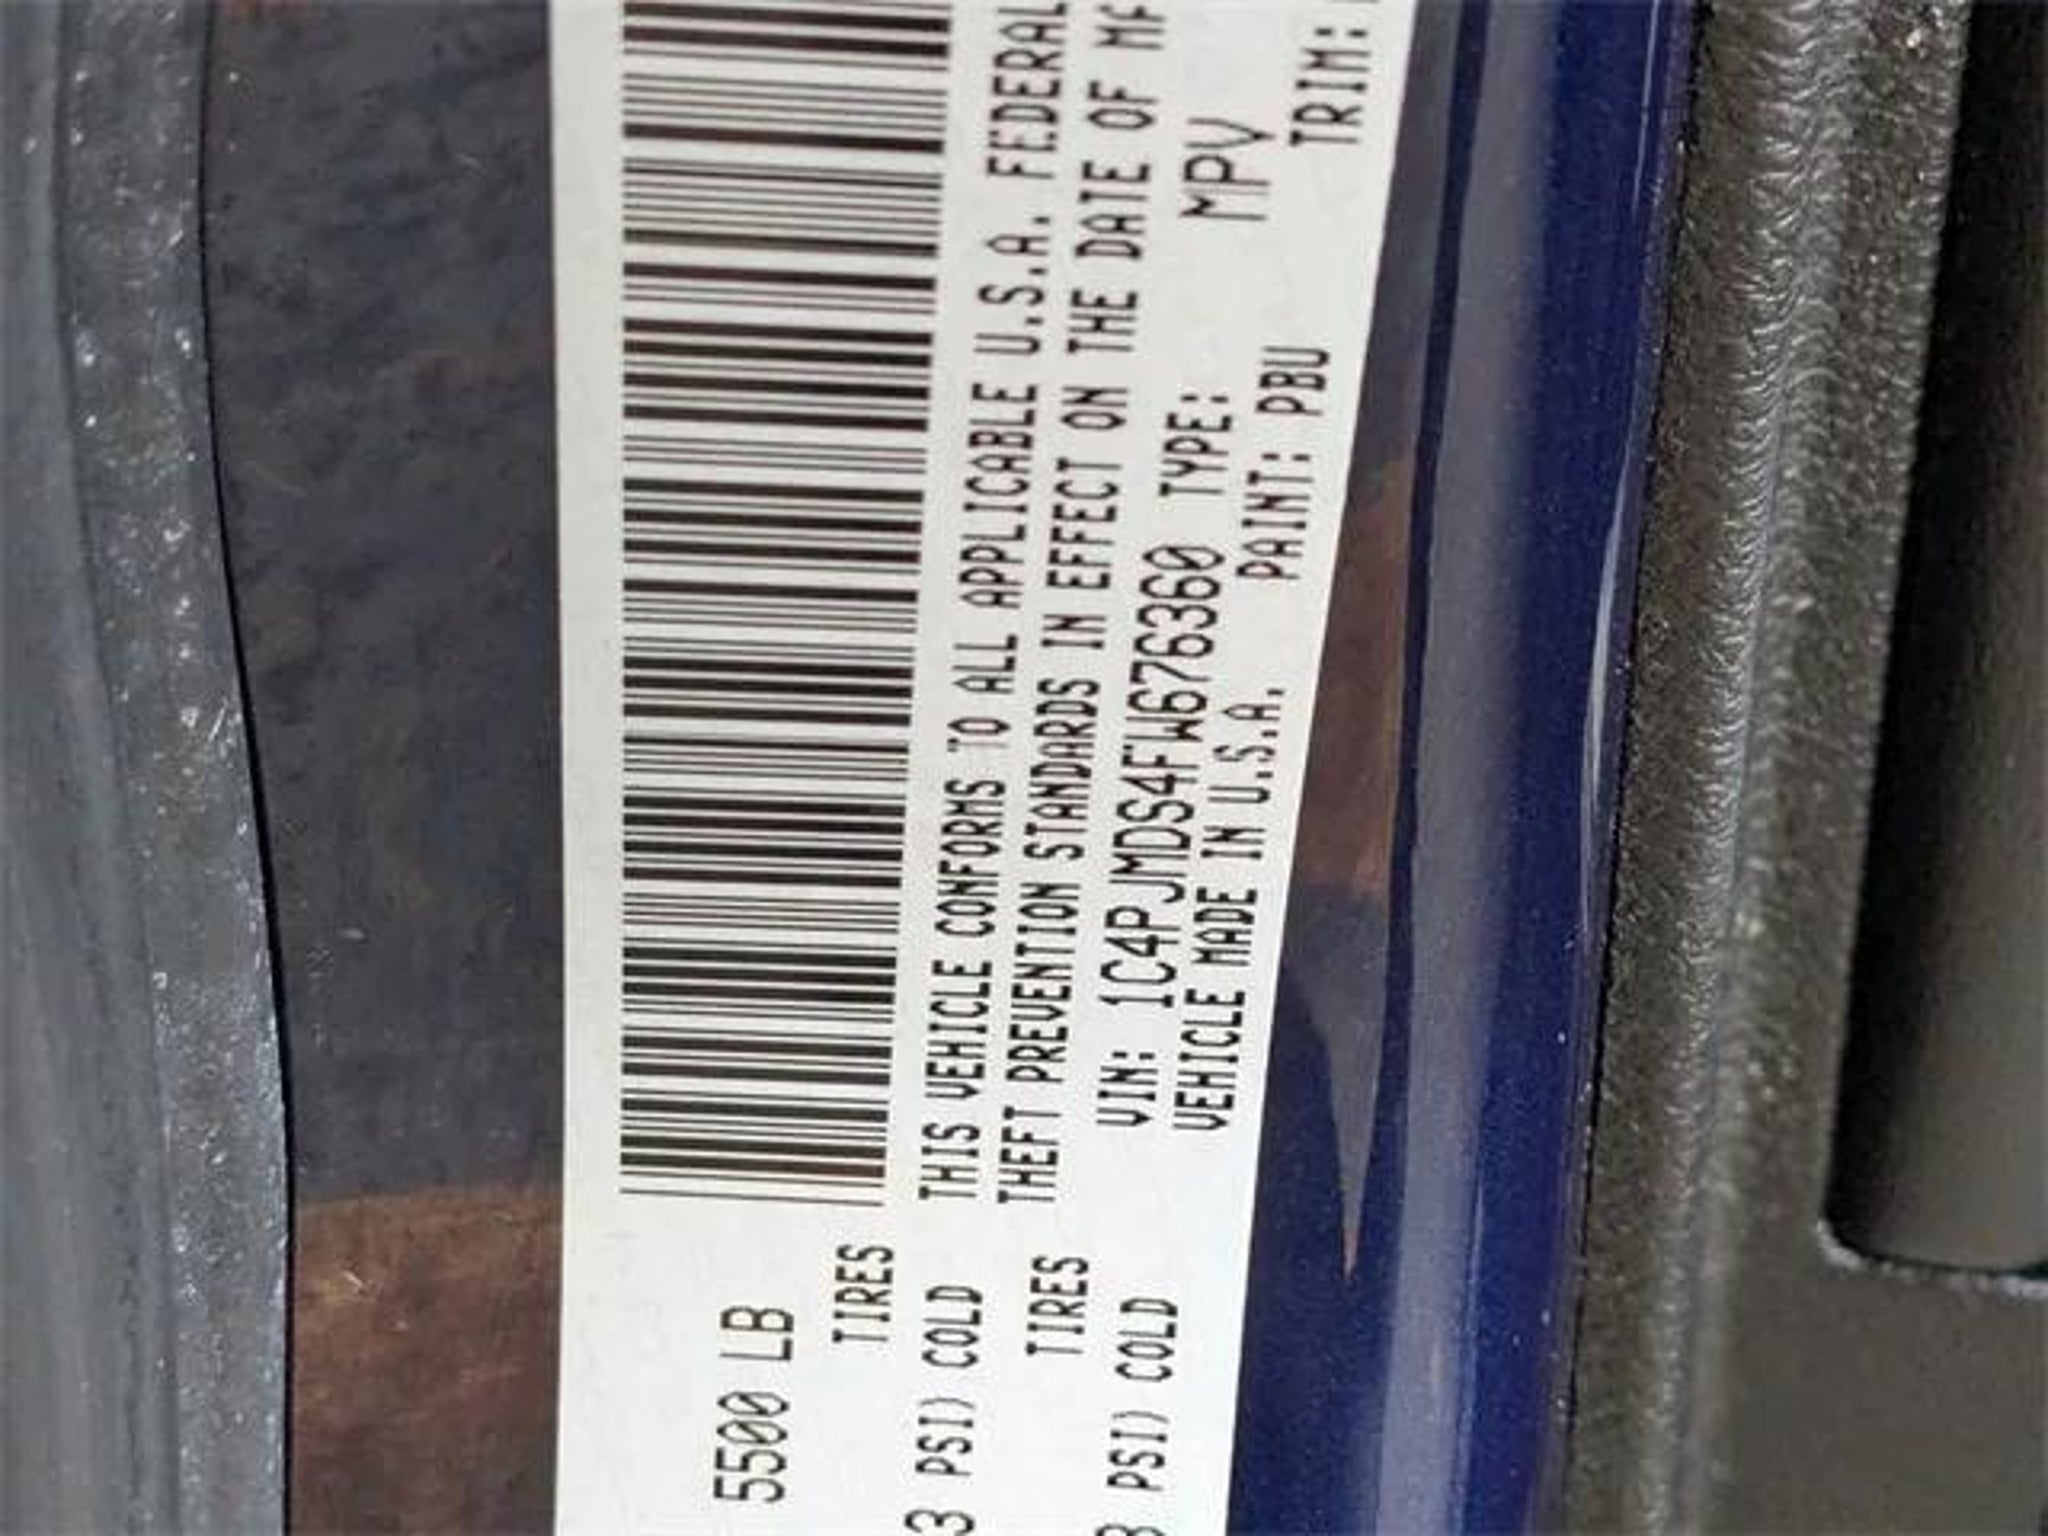 5500 LB
TIRES
3 PSI) COLD
TIRES
PSI) COLD
THIS VEHICLE CONFORMS TO ALL APPLICABLE U.S.A. FEDERAL
THEFT PREVENTION STANDARDS IN EFFECT ON THE DATE OF MF
VIN: 1C4PJMDS4FW676360 TYPE: MPV
VEHICLE MADE IN U.S.A. PAINT: PBU TRIM: